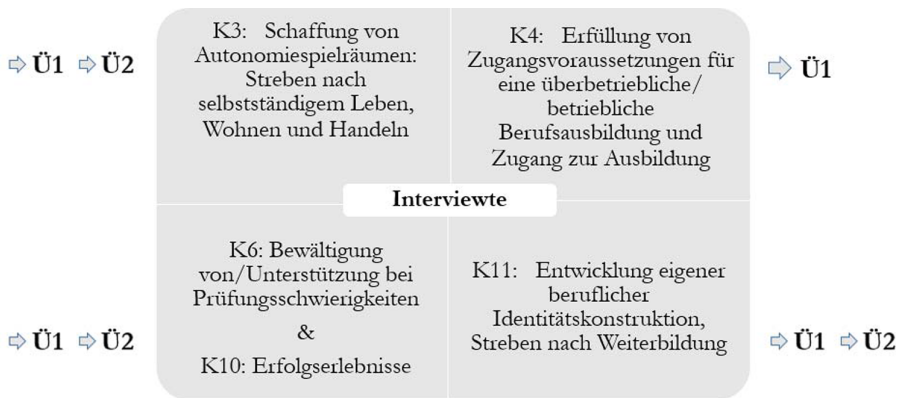 K3: Schaffung von
Autonomiespielräumen:
Streben nach
selbstständigem Leben,
Wohnen und Handeln
⇨ Ü1 ⇨ Ü2
K4: Erfüllung von
Zugangsvoraussetzungen für
eine überbetriebliche/
betriebliche
Berufsausbildung und
Zugang zur Ausbildung
⇨ Ü1
Interviewte
K6: Bewältigung
von/Unterstützung bei
Prüfungsschwierigkeiten
&
K10: Erfolgserlebnisse
⇨ Ü1 ⇨ Ü2
K11: Entwicklung eigener
beruflicher
Identitätskonstruktion,
Streben nach Weiterbildung
⇨ Ü1 ⇨ Ü2